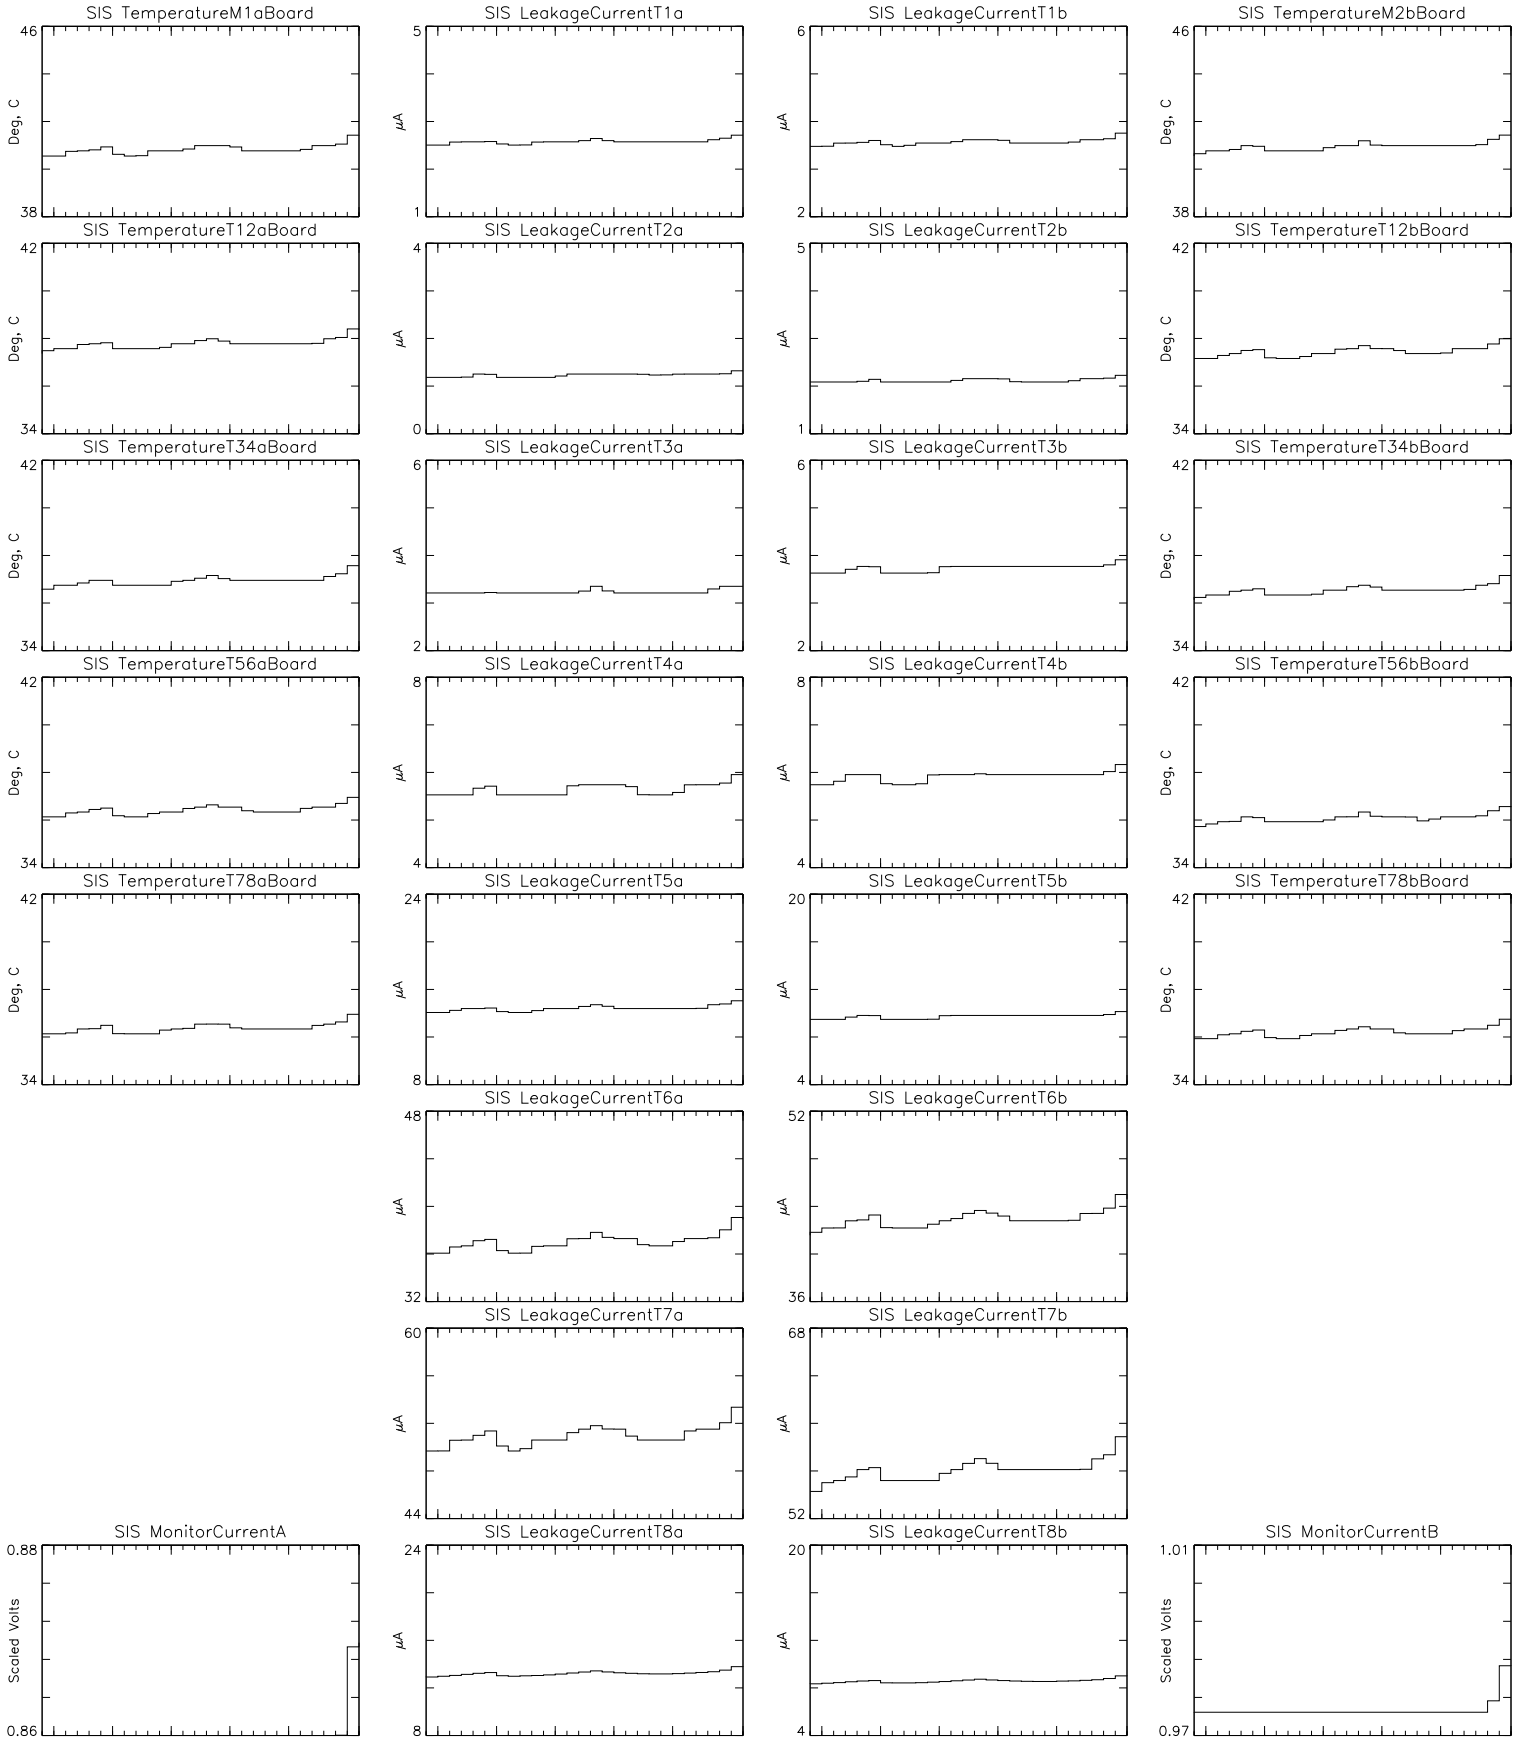 SIS TemperatureM1aBoard
46
Deg, C
38
SIS LeakageCurrentT1a
5
μA
1
SIS LeakageCurrentT1b
6
μA
2
SIS TemperatureM2bBoard
46
Deg, C
38
SIS TemperatureT12aBoard
42
Deg, C
34
SIS LeakageCurrentT2a
4
μA
0
SIS LeakageCurrentT2b
5
μA
1
SIS TemperatureT12bBoard
42
Deg, C
34
SIS TemperatureT34aBoard
42
Deg, C
34
SIS LeakageCurrentT3a
6
μA
2
SIS LeakageCurrentT3b
6
μA
2
SIS TemperatureT34bBoard
42
Deg, C
34
SIS TemperatureT56aBoard
42
Deg, C
34
SIS LeakageCurrentT4a
8
μA
4
SIS LeakageCurrentT4b
8
μA
4
SIS TemperatureT56bBoard
42
Deg, C
34
SIS TemperatureT78aBoard
42
Deg, C
34
SIS LeakageCurrentT5a
24
μA
8
SIS LeakageCurrentT5b
20
μA
4
SIS TemperatureT78bBoard
42
Deg, C
34
SIS LeakageCurrentT6a
48
μA
32
SIS LeakageCurrentT6b
52
μA
36
SIS LeakageCurrentT7a
60
μA
44
SIS LeakageCurrentT7b
68
μA
52
SIS MonitorCurrentA
0.88
Scaled Volts
0.86
SIS LeakageCurrentT8a
24
μA
8
SIS LeakageCurrentT8b
20
μA
4
SIS MonitorCurrentB
1.01
Scaled Volts
0.97